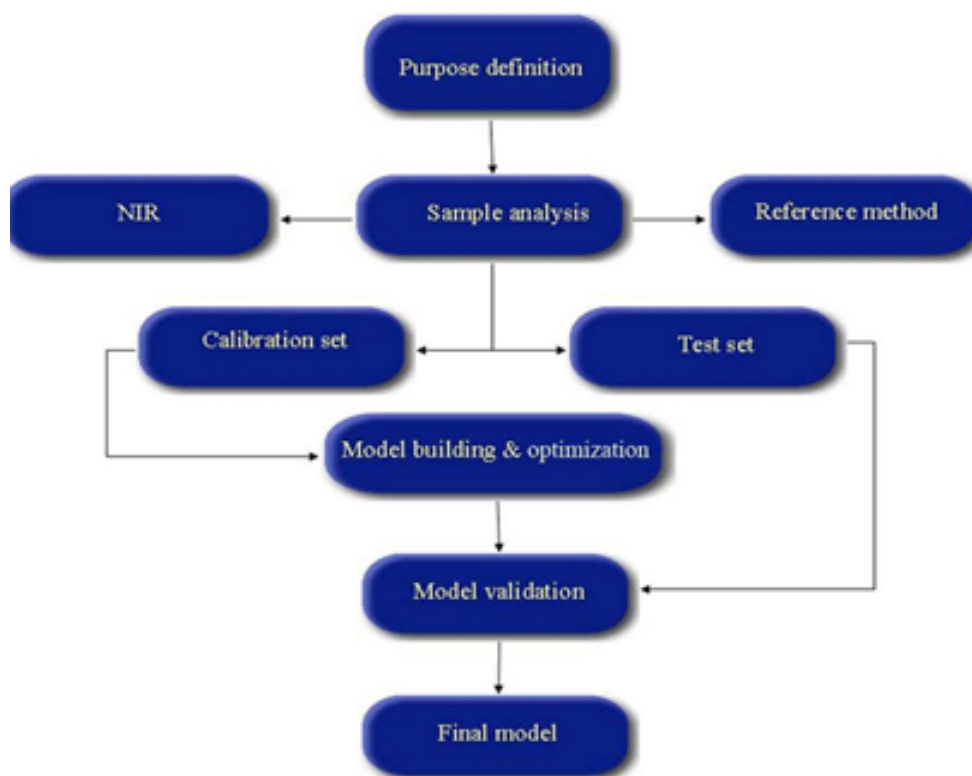 Purpose definition
NIR
Sample analysis
Reference method
Calibration set
Test set
Model building & optimization
Model validation
Final model